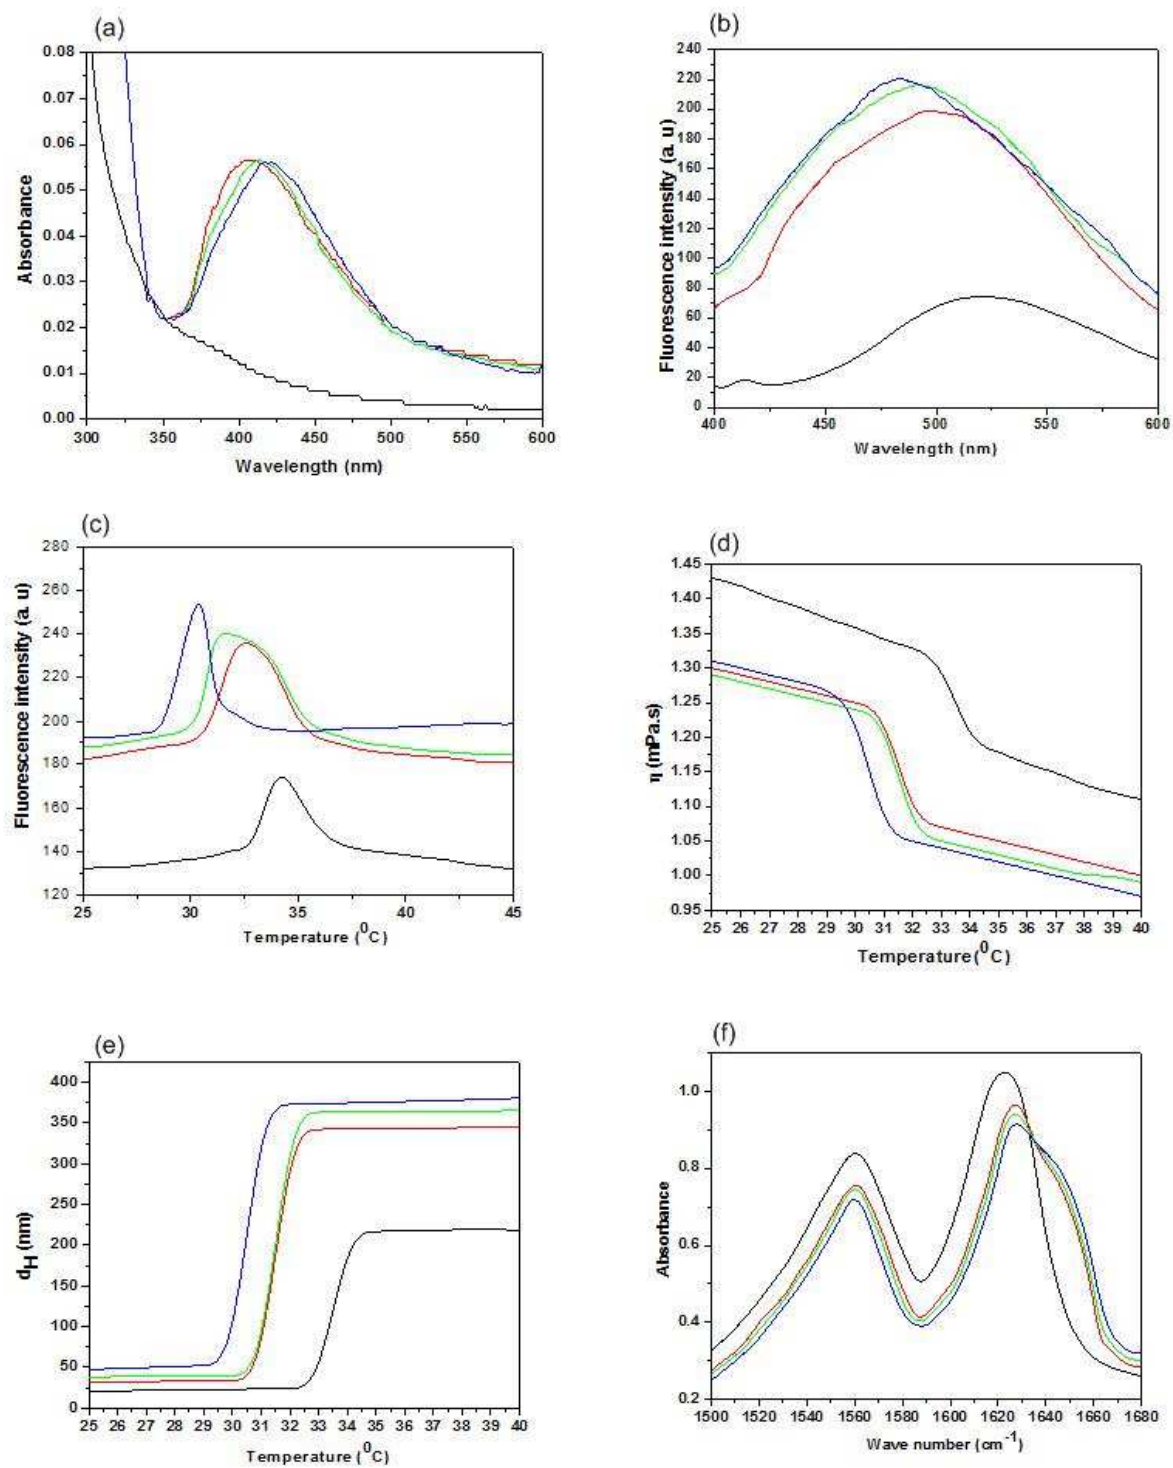 (a)
0.08
0.07
0.06
0.05
0.04
0.03
0.02
0.01
0.00
Absorbance
300 350 400 450 500 550 600
Wavelength (nm)
(b)
240
220
200
180
160
140
120
100
80
60
40
20
0
Fluorescence intensity (a. u)
400 450 500 550 600
Wavelength (nm)
(c)
280
260
240
220
200
180
160
140
120
Fluorescence intensity (a. u)
25 30 35 40 45
Temperature (⁰C)
(d)
1.45
1.40
1.35
1.30
1.25
1.20
1.15
1.10
1.05
1.00
0.95
η (mPa.s)
25 26 27 28 29 30 31 32 33 34 35 36 37 38 39 40
Temperature (⁰C)
(e)
400
350
300
250
200
150
100
50
0
dH (nm)
25 26 27 28 29 30 31 32 33 34 35 36 37 38 39 40
Temperature (⁰C)
(f)
1.0
0.8
0.6
0.4
0.2
Absorbance
1500 1520 1540 1560 1580 1600 1620 1640 1660 1680
Wave number (cm⁻¹)